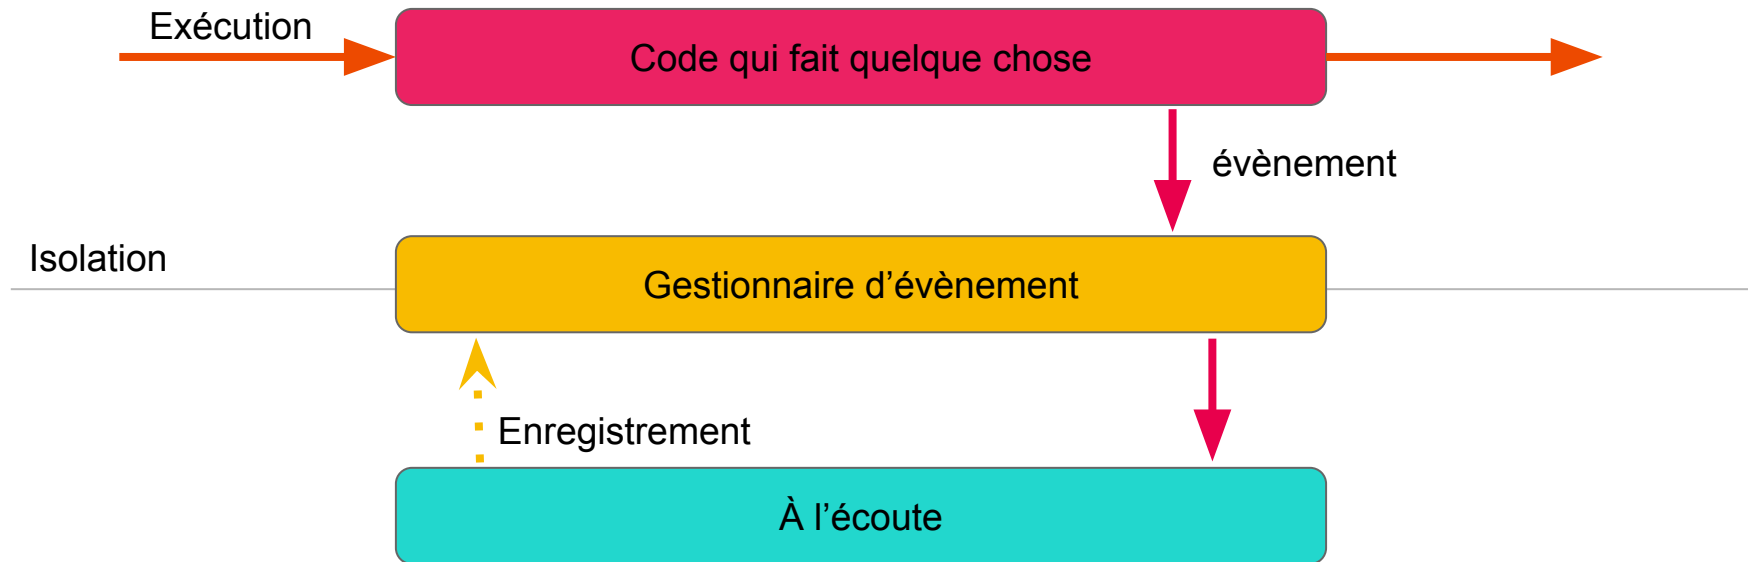 Exécution
Code qui fait quelque chose
évènement
Isolation
Gestionnaire d’évènement
Enregistrement
À l’écoute